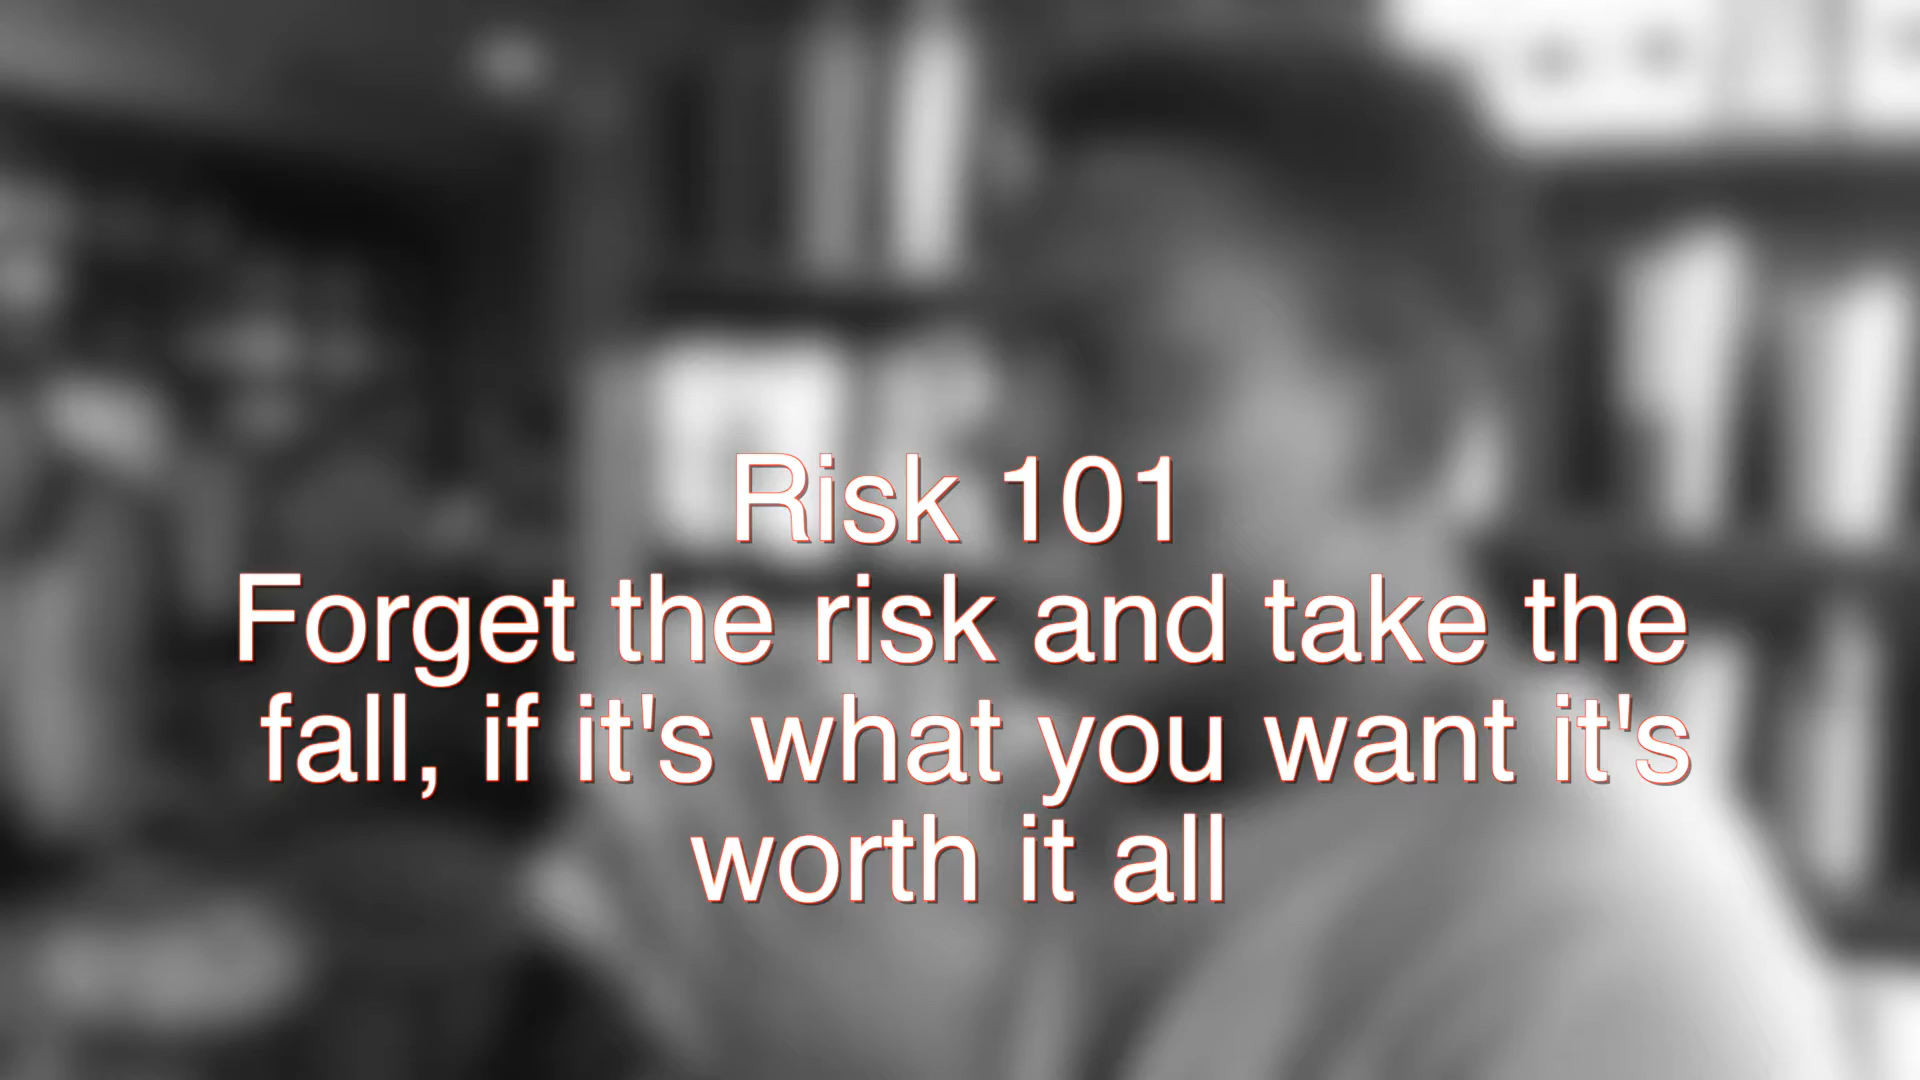 Risk 101
Forget the risk and take the
fall, if it's what you want it's
worth it all